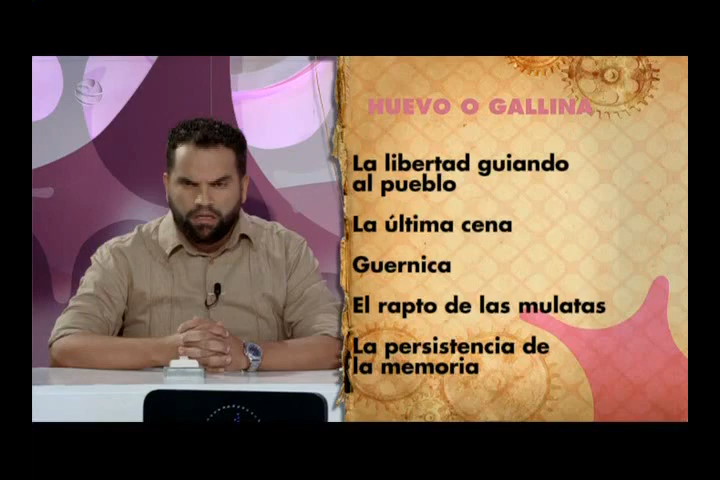 HUEVO O GALLINA
La libertad guiando
al pueblo
La última cena
Guernica
El rapto de las mulatas
La persistencia de
la memoria